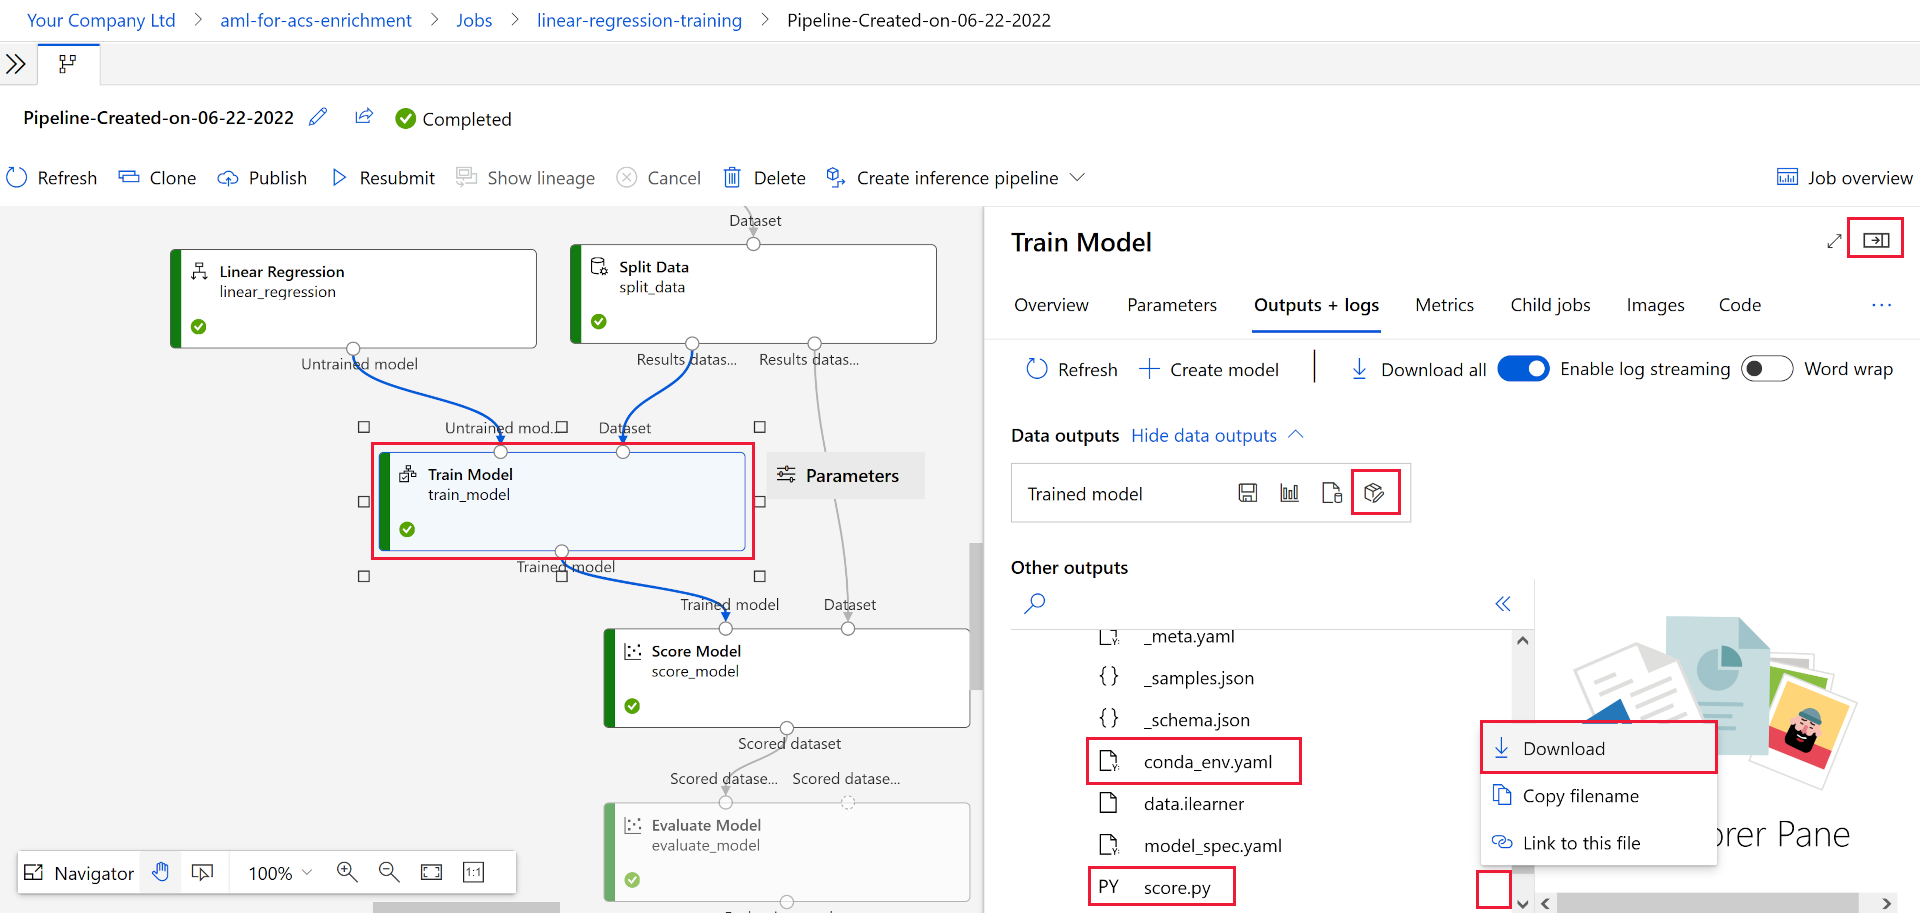 Your Company Ltd > aml-for-acs-enrichment > Jobs > linear-regression-training > Pipeline-Created-on-06-22-2022
Pipeline-Created-on-06-22-2022 Completed
Refresh Clone Publish Resubmit Show lineage Cancel Delete Create inference pipeline Job overview
Dataset
Linear Regression
linear_regression
Untrained model
Split Data
split_data
Results datas... Results datas...
Untrained mod... Dataset
Train Model
train_model
Parameters
Trained model
Trained model Dataset
Score Model
score_model
Scored dataset
Scored datase... Scored datase...
Evaluate Model
evaluate_model
Navigator 100% 1:1
Train Model
Overview Parameters Outputs + logs Metrics Child jobs Images Code ...
Refresh Create model Download all Enable log streaming Word wrap
Data outputs Hide data outputs
Trained model
Other outputs
_meta.yaml
{} _samples.json
{} _schema.json
conda_env.yaml
data.ilearner
model_spec.yaml
PY score.py
Download
Copy filename
Link to this file
orer Pane